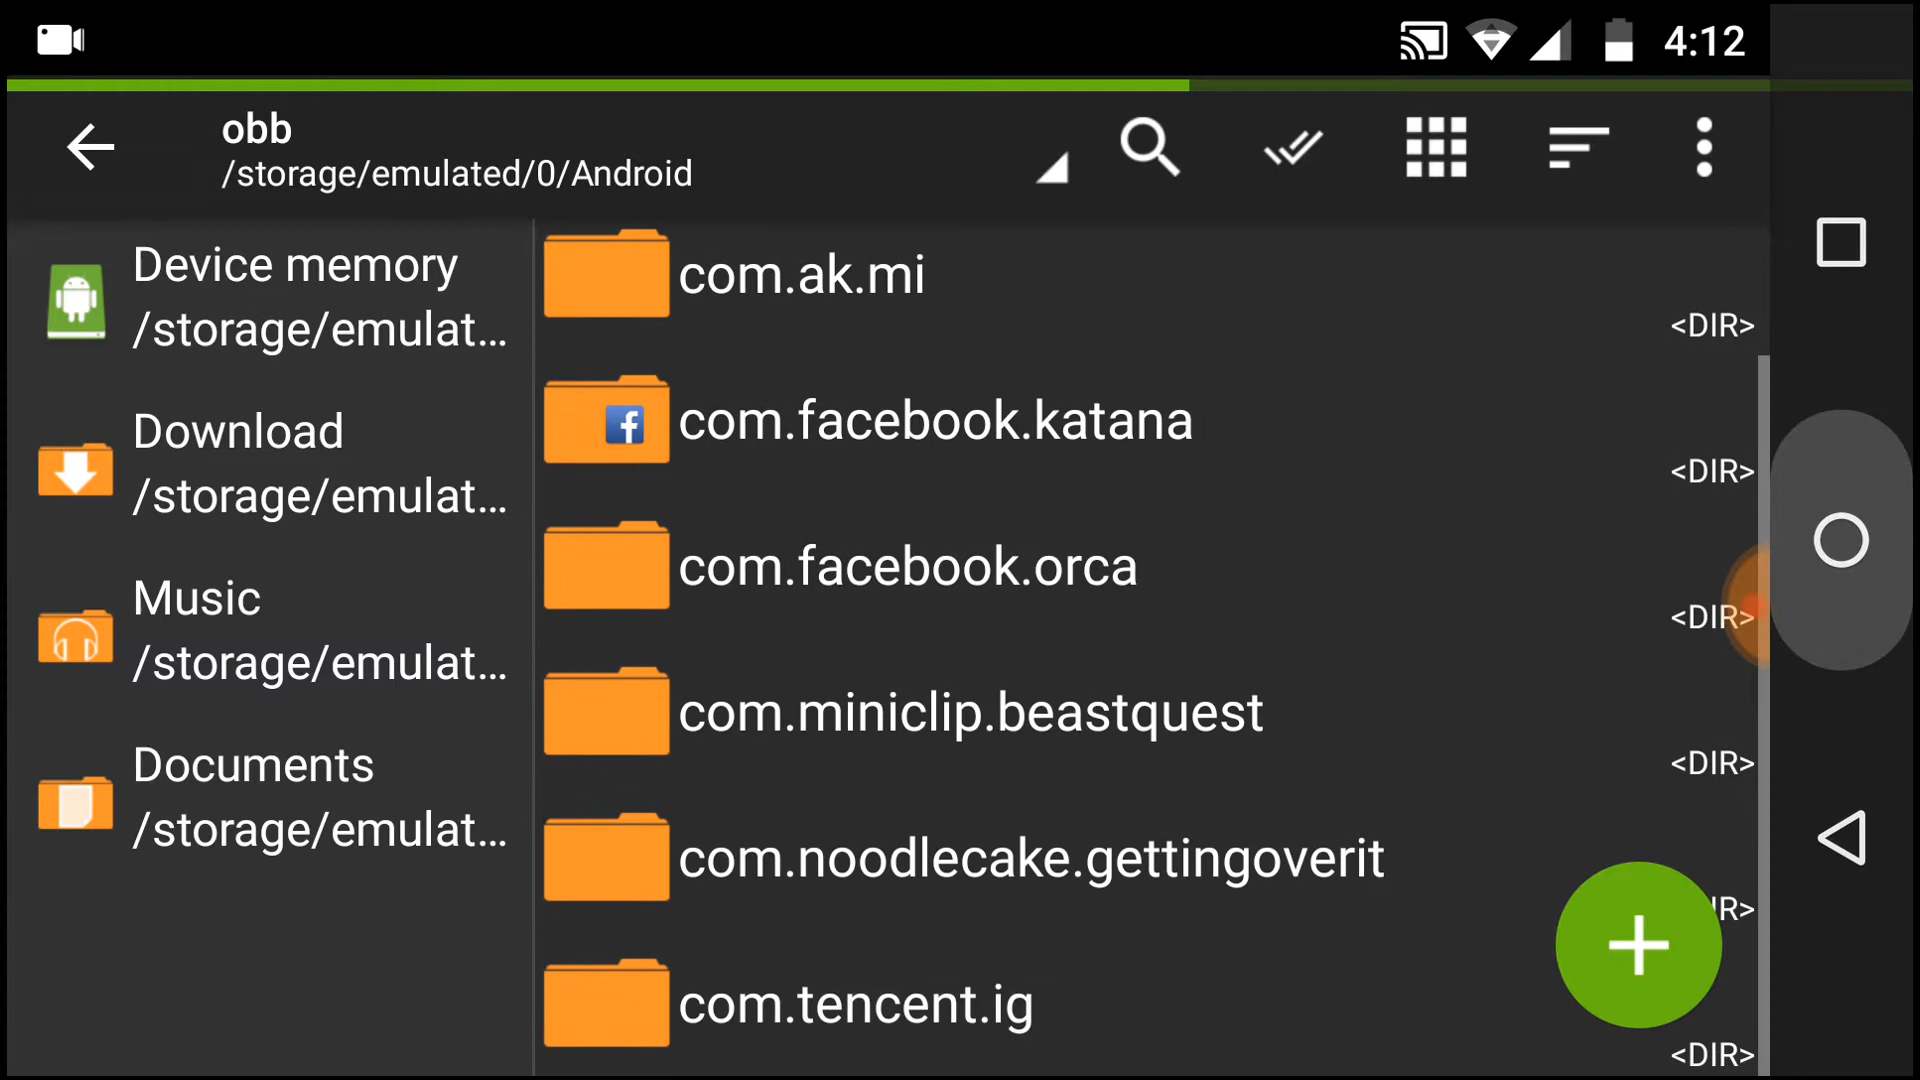 4:12
obb
/storage/emulated/0/Android
Device memory
/storage/emulat...
Download
/storage/emulat...
Music
/storage/emulat...
Documents
/storage/emulat...
com.ak.mi
<DIR>
f
com.facebook.katana
<DIR>
com.facebook.orca
<DIR>
com.miniclip.beastquest
<DIR>
com.noodlecake.gettingoverit
IR>
com.tencent.ig
<DIR>